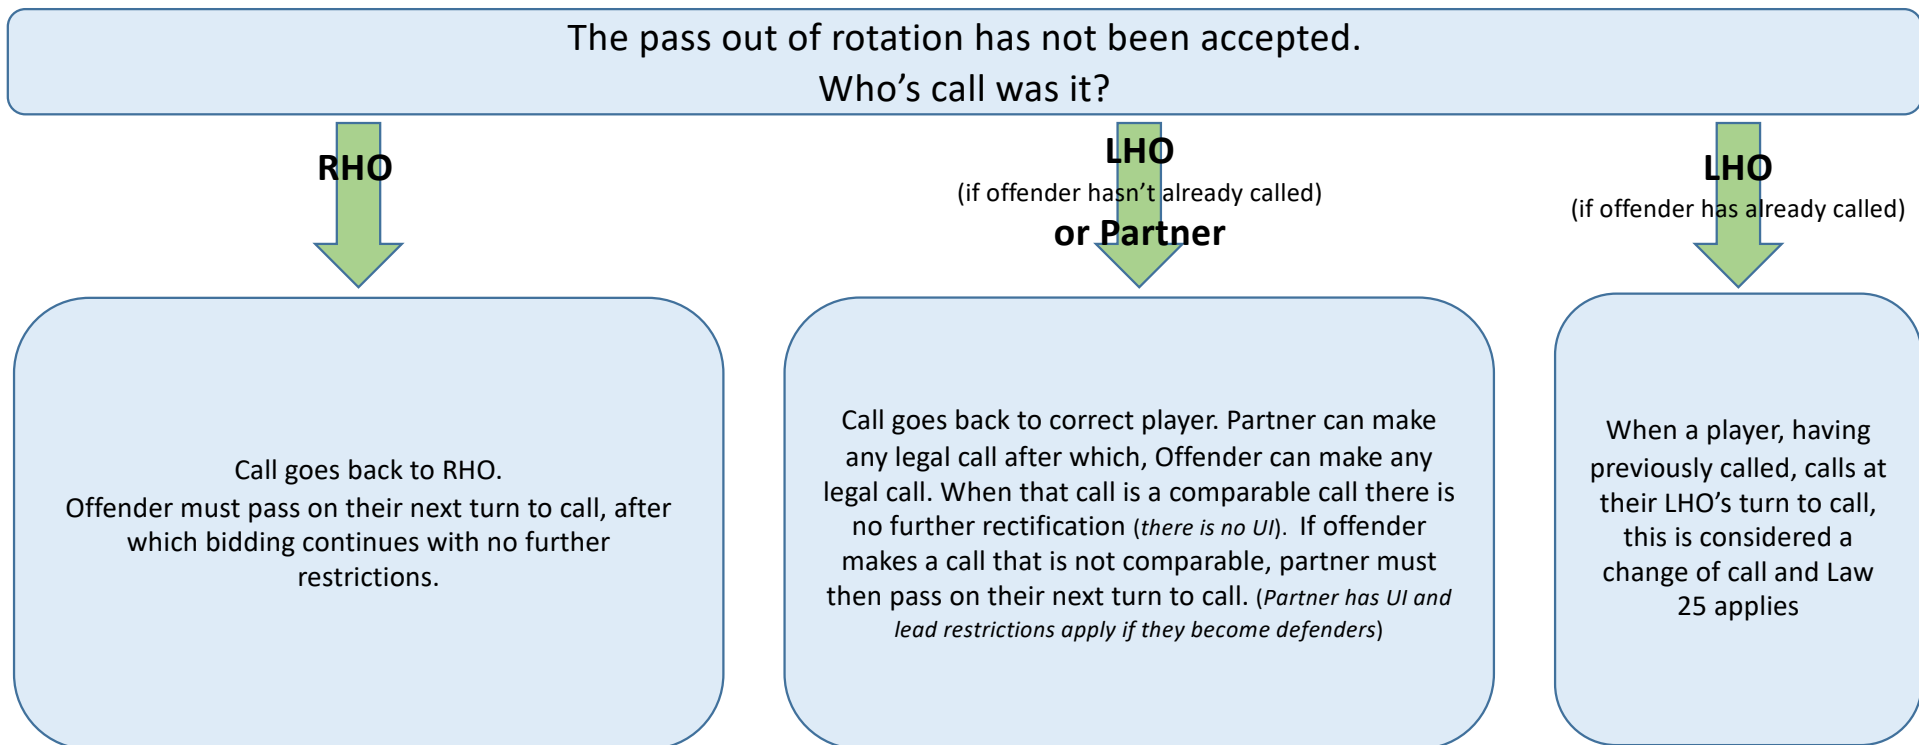 The pass out of rotation has not been accepted.
Who’s call was it?
RHO
LHO
(if offender hasn’t already called)
or Partner
LHO
(if offender has already called)
Call goes back to RHO.
Offender must pass on their next turn to call, after
which bidding continues with no further
restrictions.
Call goes back to correct player. Partner can make
any legal call after which, Offender can make any
legal call. When that call is a comparable call there is
no further rectification (there is no UI).  If offender
makes a call that is not comparable, partner must
then pass on their next turn to call. (Partner has UI and
lead restrictions apply if they become defenders)
When a player, having
previously called, calls at
their LHO’s turn to call,
this is considered a
change of call and Law
25 applies